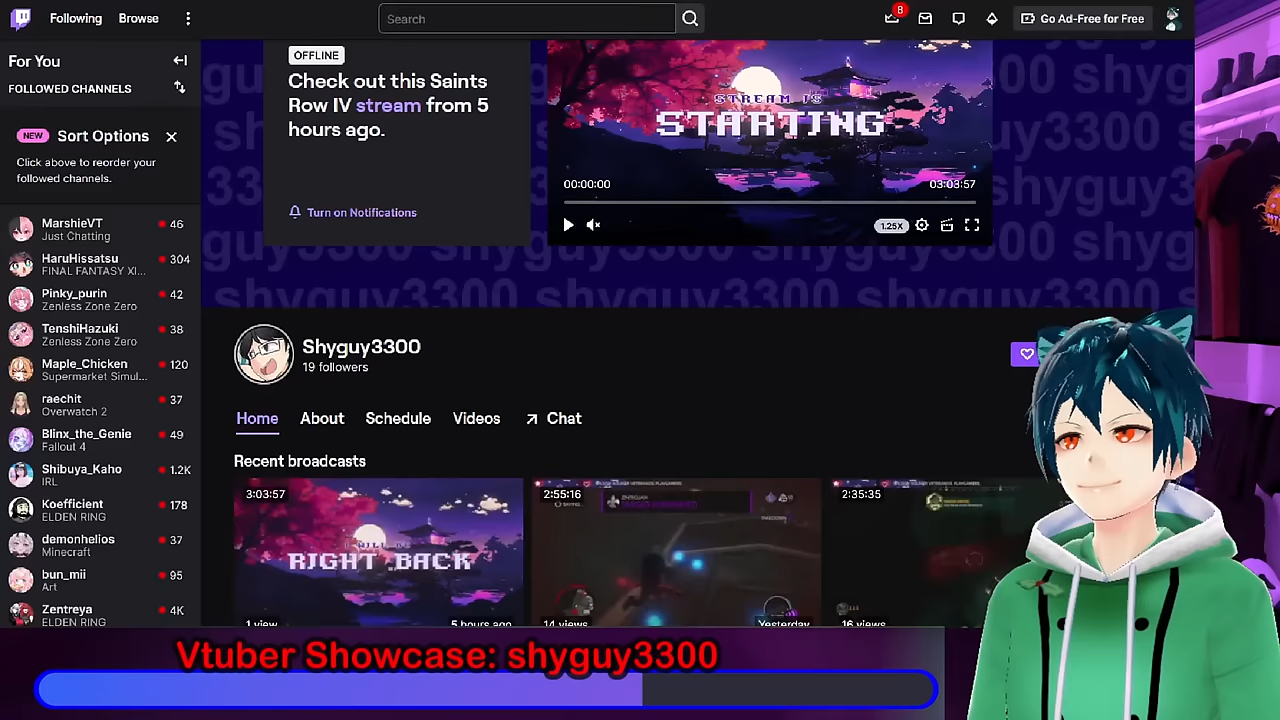 Following
Browse
Search
8
Go Ad-Free for Free
For You
FOLLOWED CHANNELS
NEW
Sort Options
Click above to reorder your
followed channels.
MarshieVT
46
Just Chatting
HaruHissatsu
304
FINAL FANTASY XI...
Pinky_purin
42
Zenless Zone Zero
TenshiHazuki
38
Zenless Zone Zero
Maple_Chicken
120
Supermarket Simul...
raechit
37
Overwatch 2
Blinx_the_Genie
49
Fallout 4
Shibuya_Kaho
1.2K
IRL
Koefficient
178
ELDEN RING
demonhelios
37
Minecraft
bun_mii
95
Art
Zentreya
4K
ELDEN RING
OFFLINE
Check out this Saints
Row IV stream from 5
hours ago.
Turn on Notifications
STREAM IS
STARTING
00:00:00
03:03:57
1.25X
shyguy3300 shyguy3300
Shyguy3300
19 followers
Home
About
Schedule
Videos
Chat
Recent broadcasts
3:03:57
RIGHT BACK
1 view
5 hours ago
2:55:16
14 views
Yesterday
2:35:35
16 views
Vtuber Showcase: shyguy3300